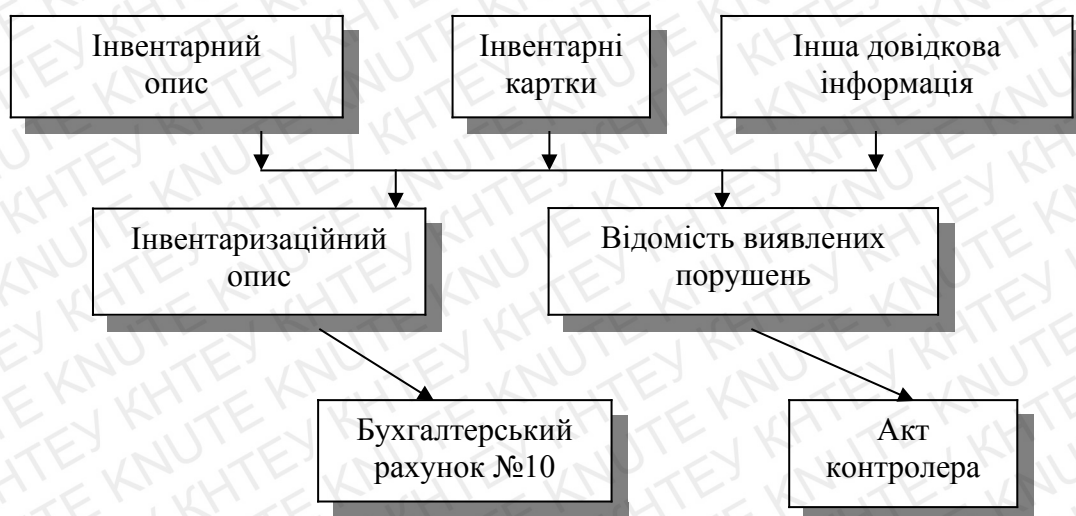 Інвентарний
опис
Інвентарні
картки
Інша довідкова
інформація
Інвентаризаційний
опис
Відомість виявлених
порушень
Бухгалтерський
рахунок №10
Акт
контролера